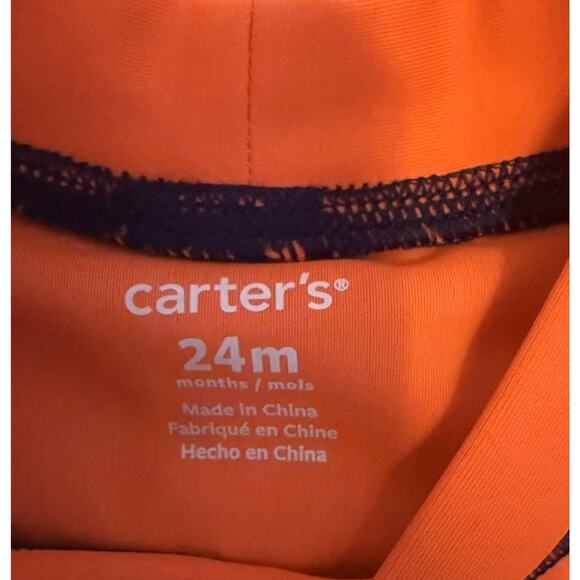 carter's®
24m
months / mois
Made in China
Fabriqué en Chine
Hecho en China